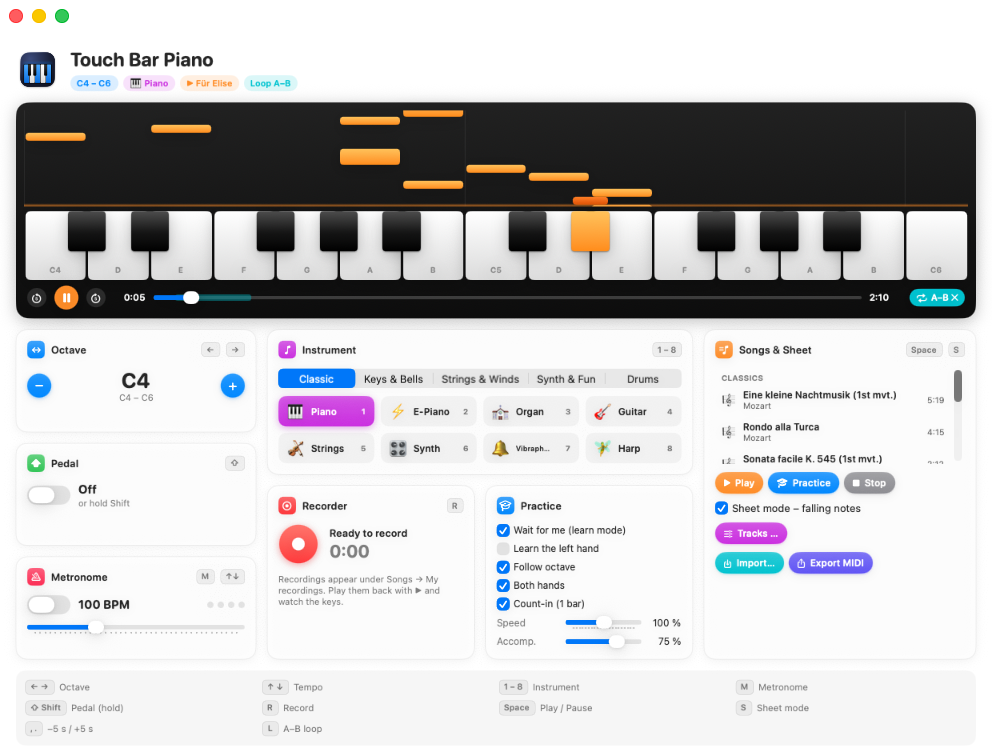 Touch Bar Piano
C4 – C6
Piano
Für Elise
Loop A–B
C4 D E F G A B C5 D E F G A B C6
0:05
2:10
A–B
Octave
C4
C4 – C6
Pedal
Off
or hold Shift
Metronome
M
100 BPM
Instrument
1 – 8
Classic
Keys & Bells
Strings & Winds
Synth & Fun
Drums
Piano 1
E-Piano 2
Organ 3
Guitar 4
Strings 5
Synth 6
Vibraph... 7
Harp 8
Recorder
R
Ready to record
0:00
Recordings appear under Songs → My
recordings. Play them back with ▶ and
watch the keys.
Practice
Wait for me (learn mode)
Learn the left hand
Follow octave
Both hands
Count-in (1 bar)
Speed 100 %
Accomp. 75 %
Songs & Sheet
Space
S
CLASSICS
Eine kleine Nachtmusik (1st mvt.)
Mozart
5:19
Rondo alla Turca
Mozart
4:15
Sonata facile K. 545 (1st mvt.)
Play
Practice
Stop
Sheet mode – falling notes
Tracks ...
Import...
Export MIDI
← → Octave
↑ ↓ Tempo
1 – 8 Instrument
M Metronome
⇧ Shift Pedal (hold)
R Record
Space Play / Pause
S Sheet mode
, . −5 s / +5 s
L A–B loop